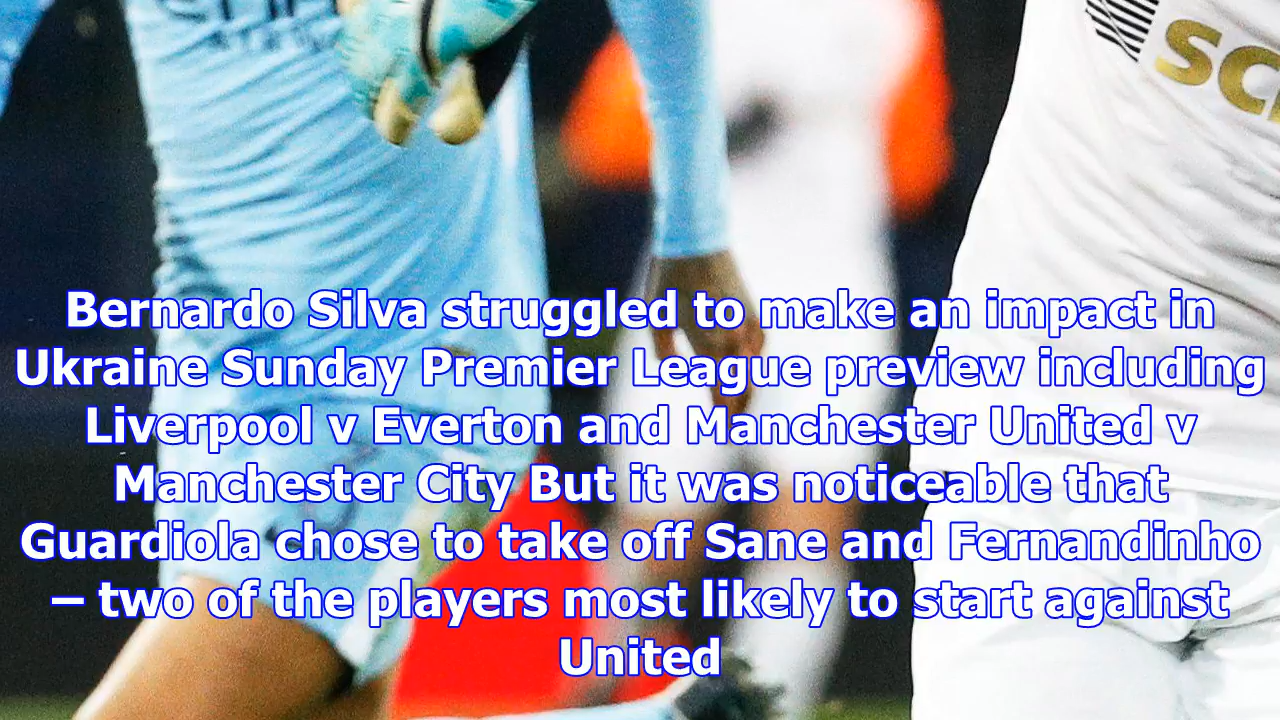 SC
Bernardo Silva struggled to make an impact in
Ukraine Sunday Premier League preview including
Liverpool v Everton and Manchester United v
Manchester City But it was noticeable that
Guardiola chose to take off Sane and Fernandinho
– two of the players most likely to start against
United